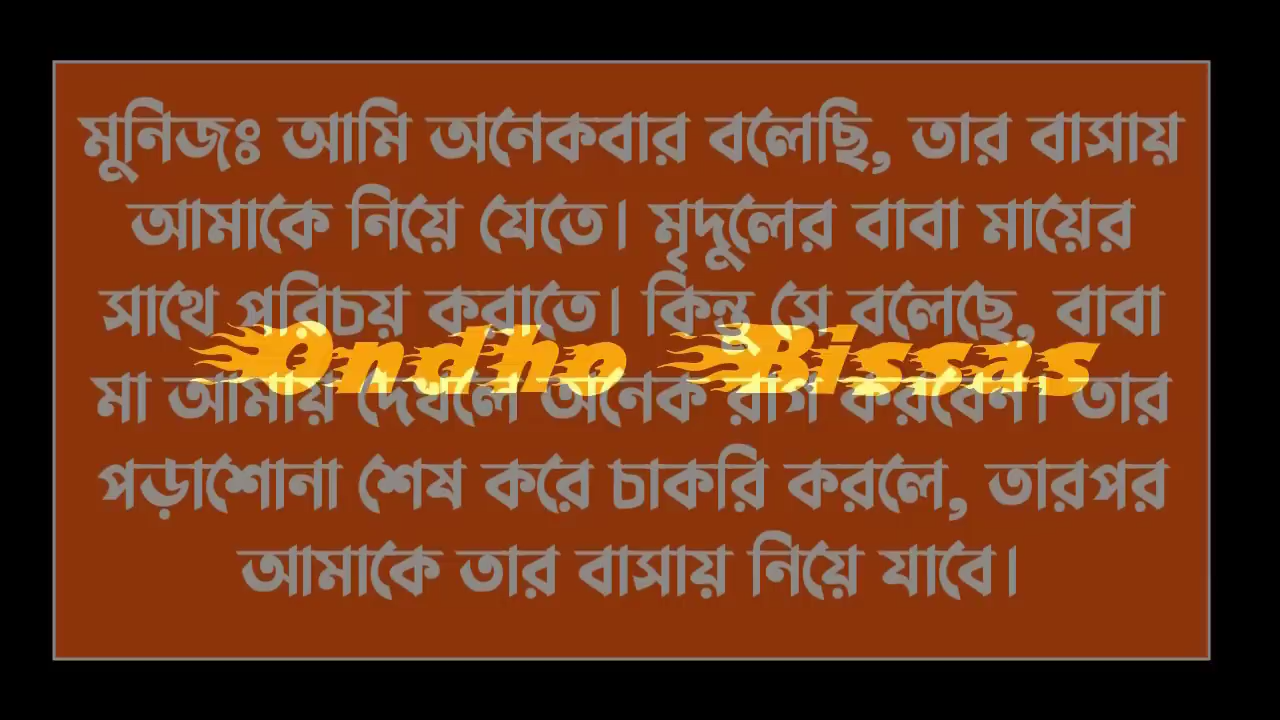 মুনিজঃ আমি অনেকবার বলেছি, তার বাসায়
আমাকে নিয়ে যেতে। মৃদুলের বাবা মায়ের
সাথে পরিচয় করাতে। কিন্তু সে বলেছে, বাবা
Ondho Bissas
মা আমায় দেখলে অনেক রাগ করবেন। তার
পড়াশোনা শেষ করে চাকরি করলে, তারপর
আমাকে তার বাসায় নিয়ে যাবে।